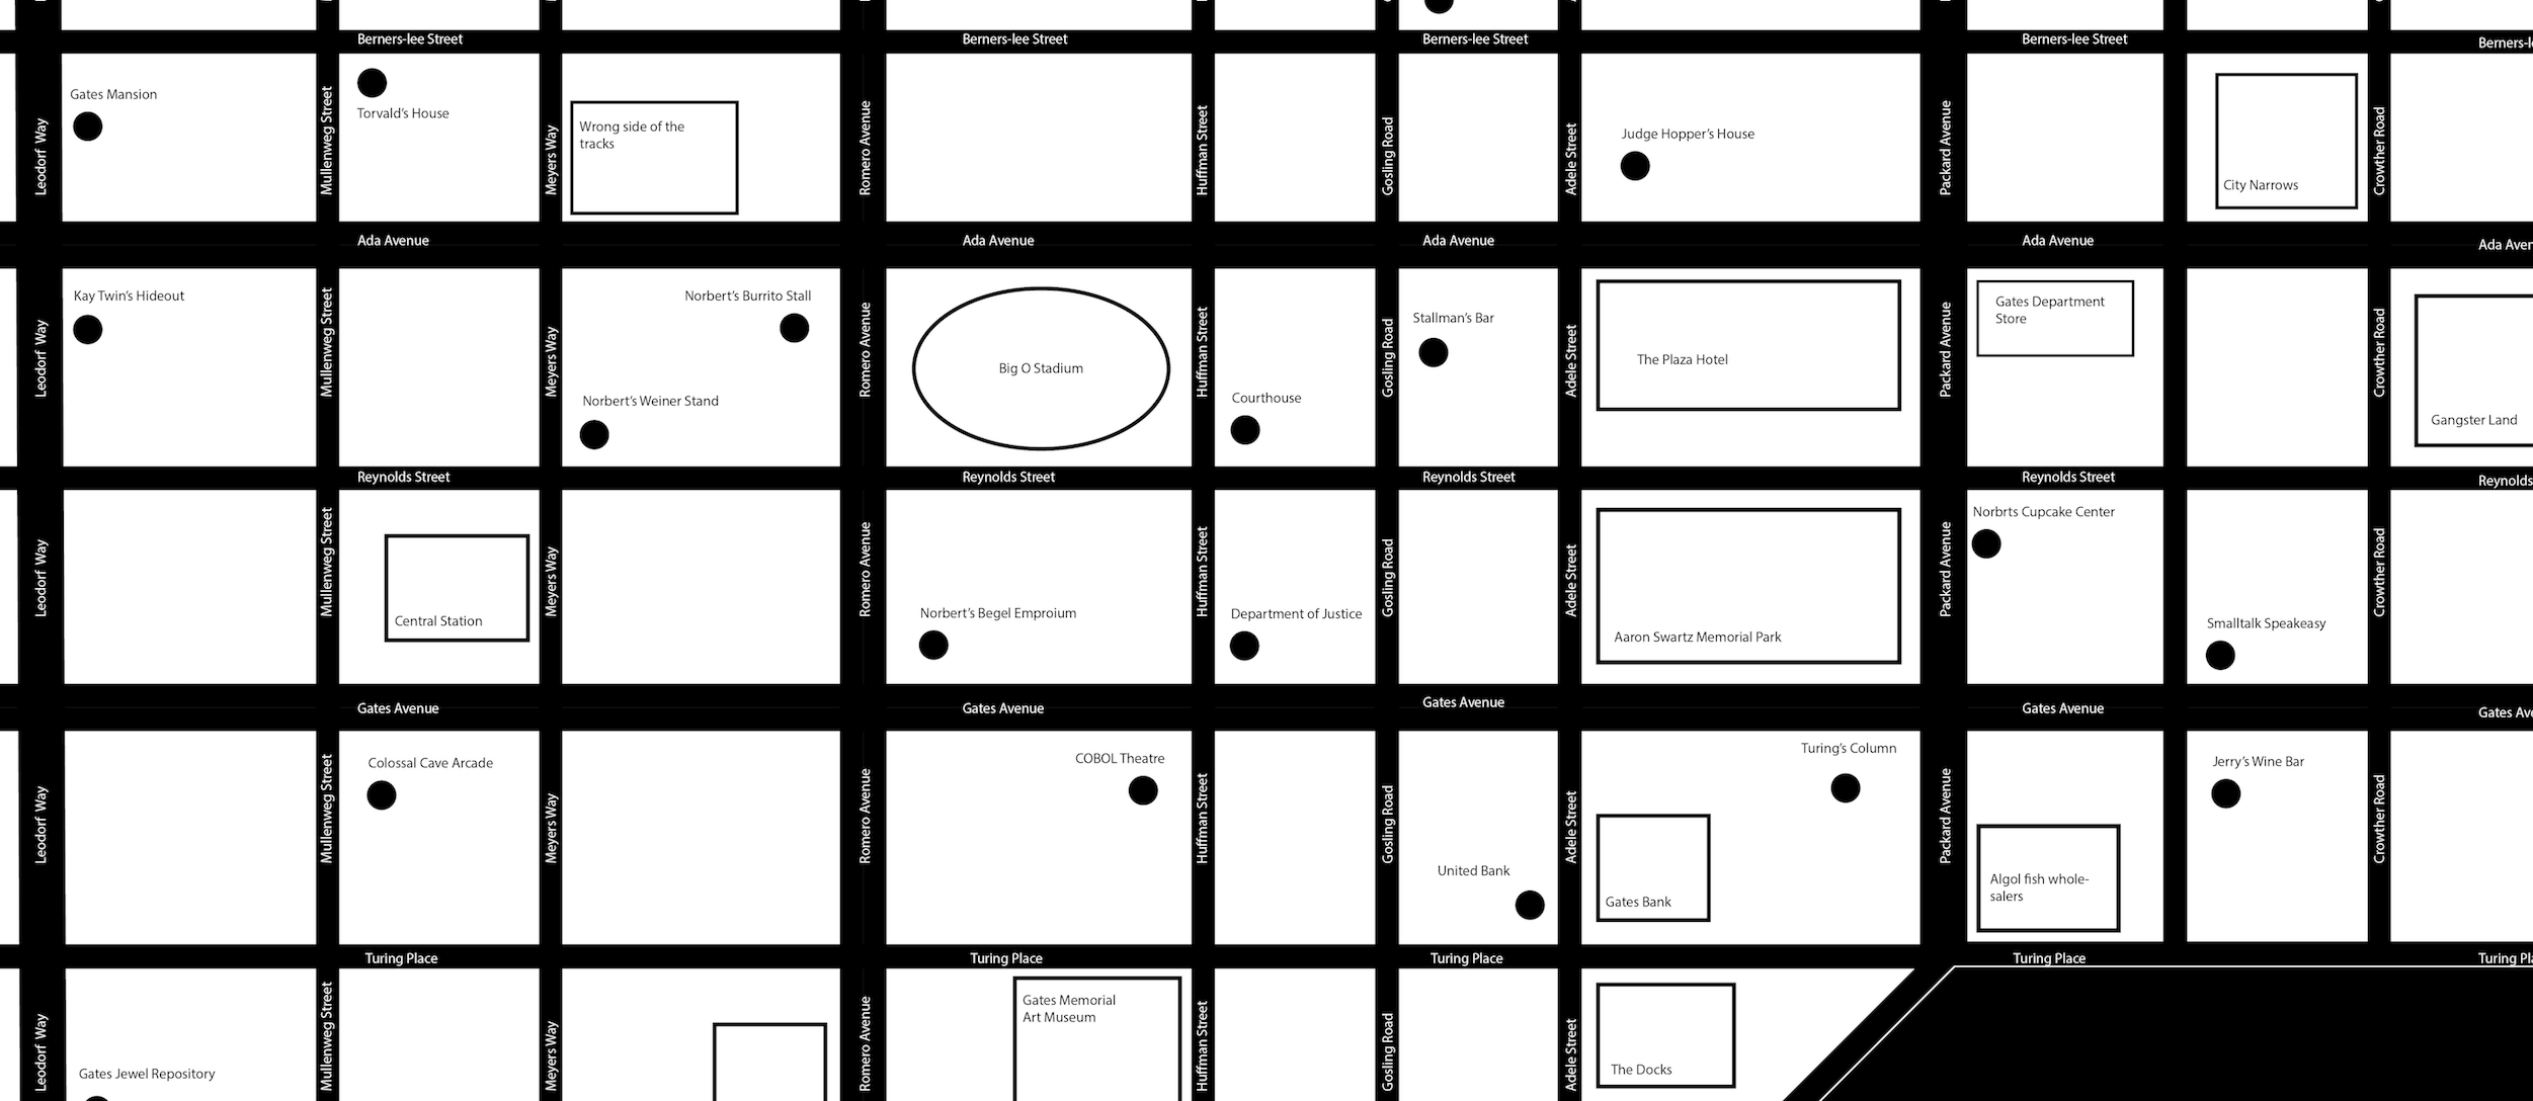 Berners-lee Street
Berners-lee Street
Berners-lee Street
Berners-lee Street
Gates Mansion
Torvald's House
Wrong side of the
tracks
Judge Hopper's House
City Narrows
Leodorf Way
Mullenweg Street
Meyers Way
Romero Avenue
Huffman Street
Gosling Road
Adele Street
Packard Avenue
Crowther Road
Ada Avenue
Ada Avenue
Ada Avenue
Ada Avenue
Kay Twin's Hideout
Norbert's Burrito Stall
Norbert's Weiner Stand
Big O Stadium
Courthouse
Stallman's Bar
The Plaza Hotel
Gates Department
Store
Gangster Land
Leodorf Way
Mullenweg Street
Meyers Way
Romero Avenue
Huffman Street
Gosling Road
Adele Street
Packard Avenue
Crowther Road
Reynolds Street
Reynolds Street
Reynolds Street
Reynolds Street
Reynolds
Central Station
Norbert's Begel Emproium
Department of Justice
Aaron Swartz Memorial Park
Norbrts Cupcake Center
Smalltalk Speakeasy
Leodorf Way
Mullenweg Street
Meyers Way
Romero Avenue
Huffman Street
Gosling Road
Adele Street
Packard Avenue
Crowther Road
Gates Avenue
Gates Avenue
Gates Avenue
Gates Avenue
Gates Av
Colossal Cave Arcade
COBOL Theatre
United Bank
Gates Bank
Turing's Column
Algol fish whole-
salers
Jerry's Wine Bar
Leodorf Way
Mullenweg Street
Meyers Way
Romero Avenue
Huffman Street
Gosling Road
Adele Street
Packard Avenue
Crowther Road
Turing Place
Turing Place
Turing Place
Turing Place
Turing Pl
Gates Jewel Repository
Gates Memorial
Art Museum
The Docks
Leodorf Way
Mullenweg Street
Meyers Way
Romero Avenue
Huffman Street
Gosling Road
Adele Street